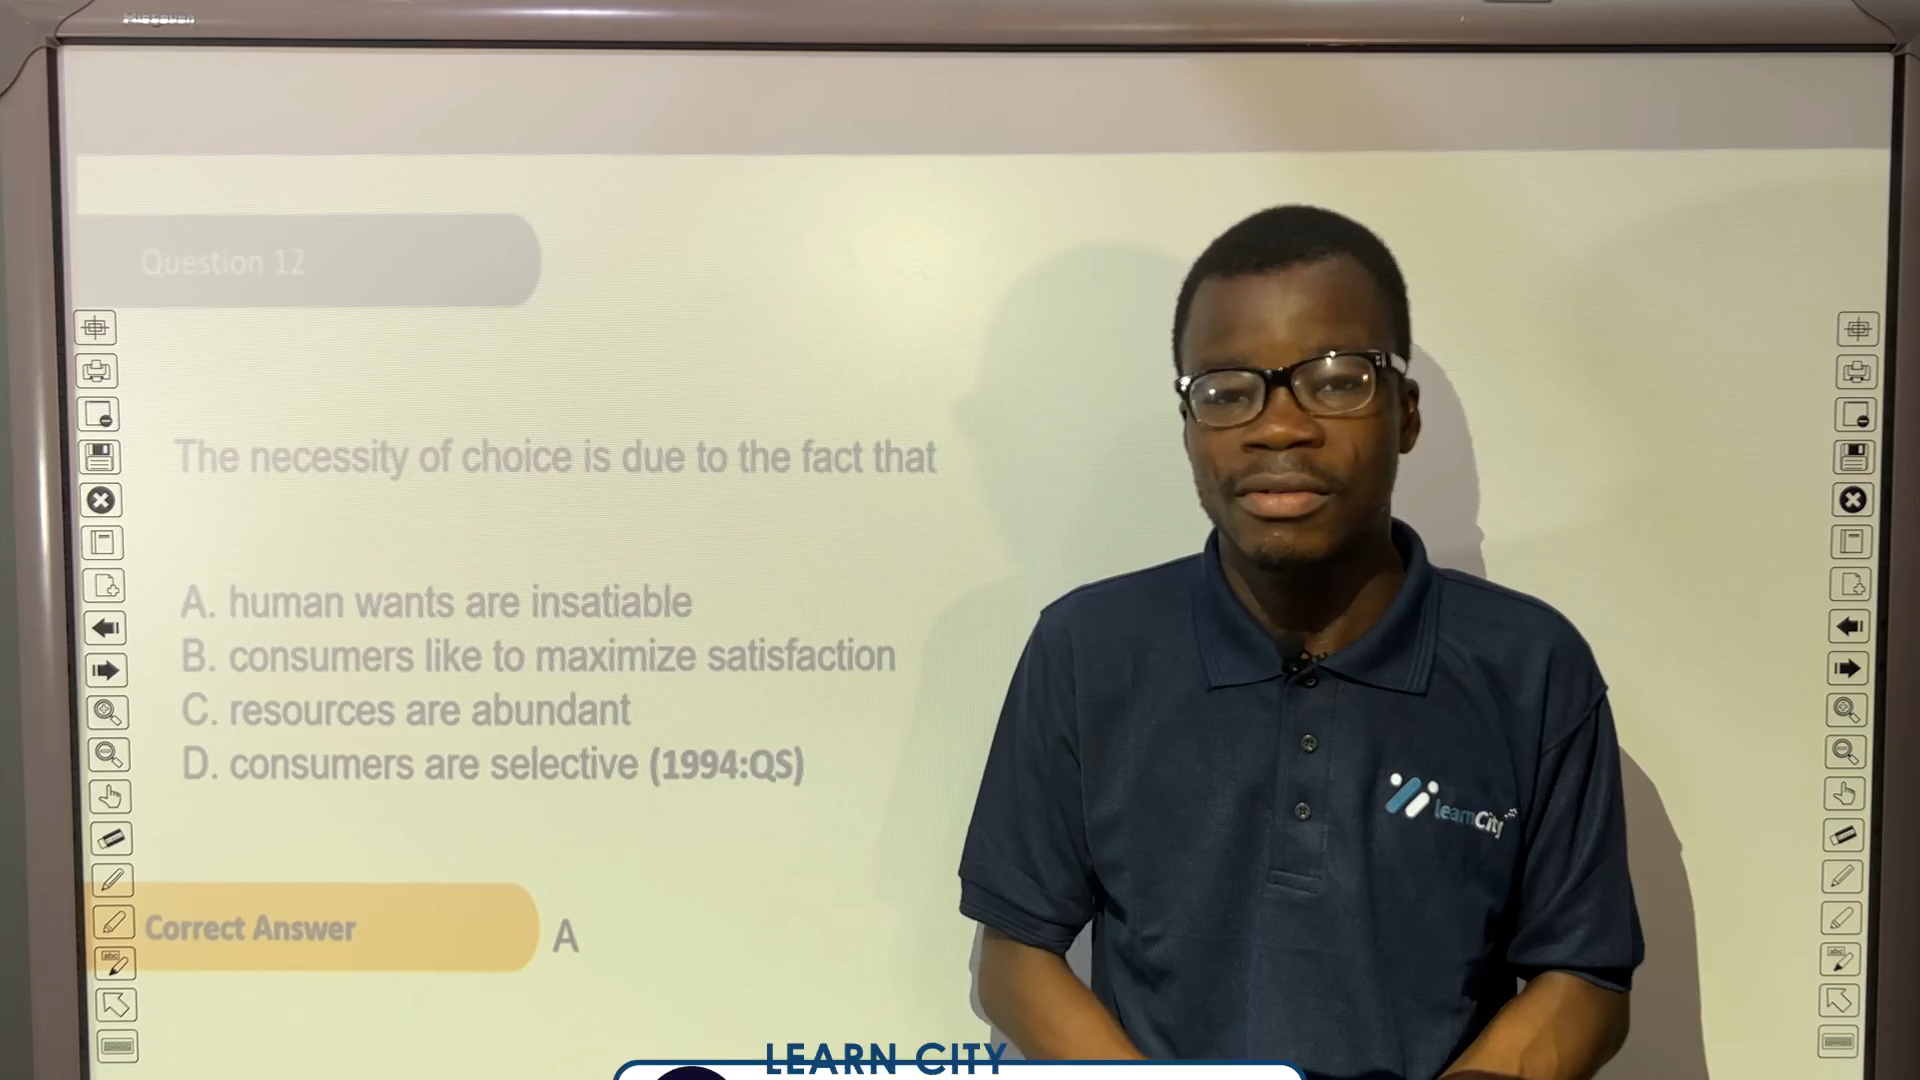 Question 12
The necessity of choice is due to the fact that
A. human wants are insatiable
B. consumers like to maximize satisfaction
C. resources are abundant
D. consumers are selective (1994:QS)
Correct Answer
A
learnCity
LEARN CITY